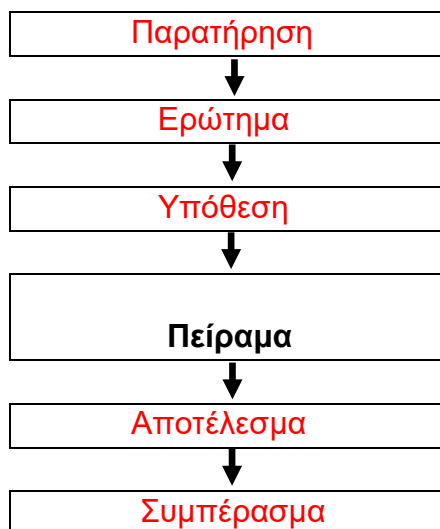 Παρατήρηση
Ερώτημα
Υπόθεση
Πείραμα
Αποτέλεσμα
Συμπέρασμα